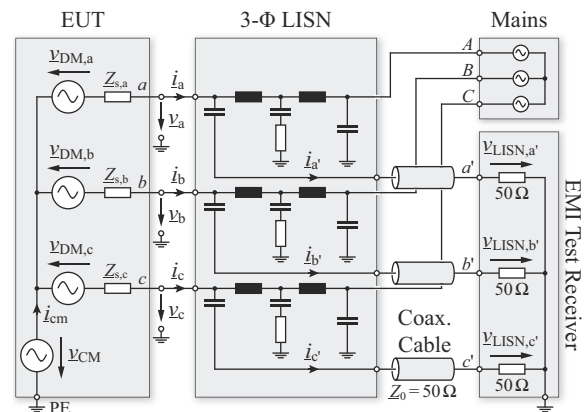 EUT
3-Φ LISN
Mains
v_DM,a
Z_s,a
a
i_a
v_a
A
B
C
v_DM,b
Z_s,b
b
i_b
v_b
i_a'
a'
v_LISN,a'
50Ω
v_DM,c
Z_s,c
c
i_c
v_c
i_b'
b'
v_LISN,b'
50Ω
i_cm
v_CM
PE
i_c'
Coax.
Cable
Z_0 = 50Ω
c'
v_LISN,c'
50Ω
EMI Test Receiver